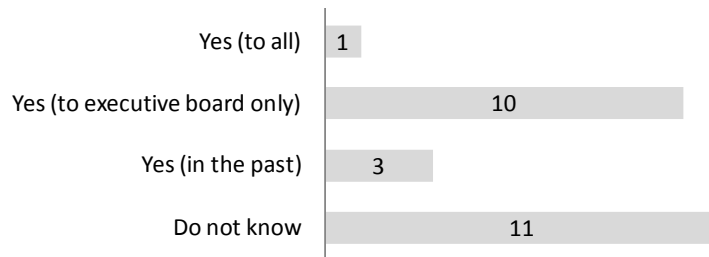 Yes (to all) 1
Yes (to executive board only) 10
Yes (in the past) 3
Do not know 11